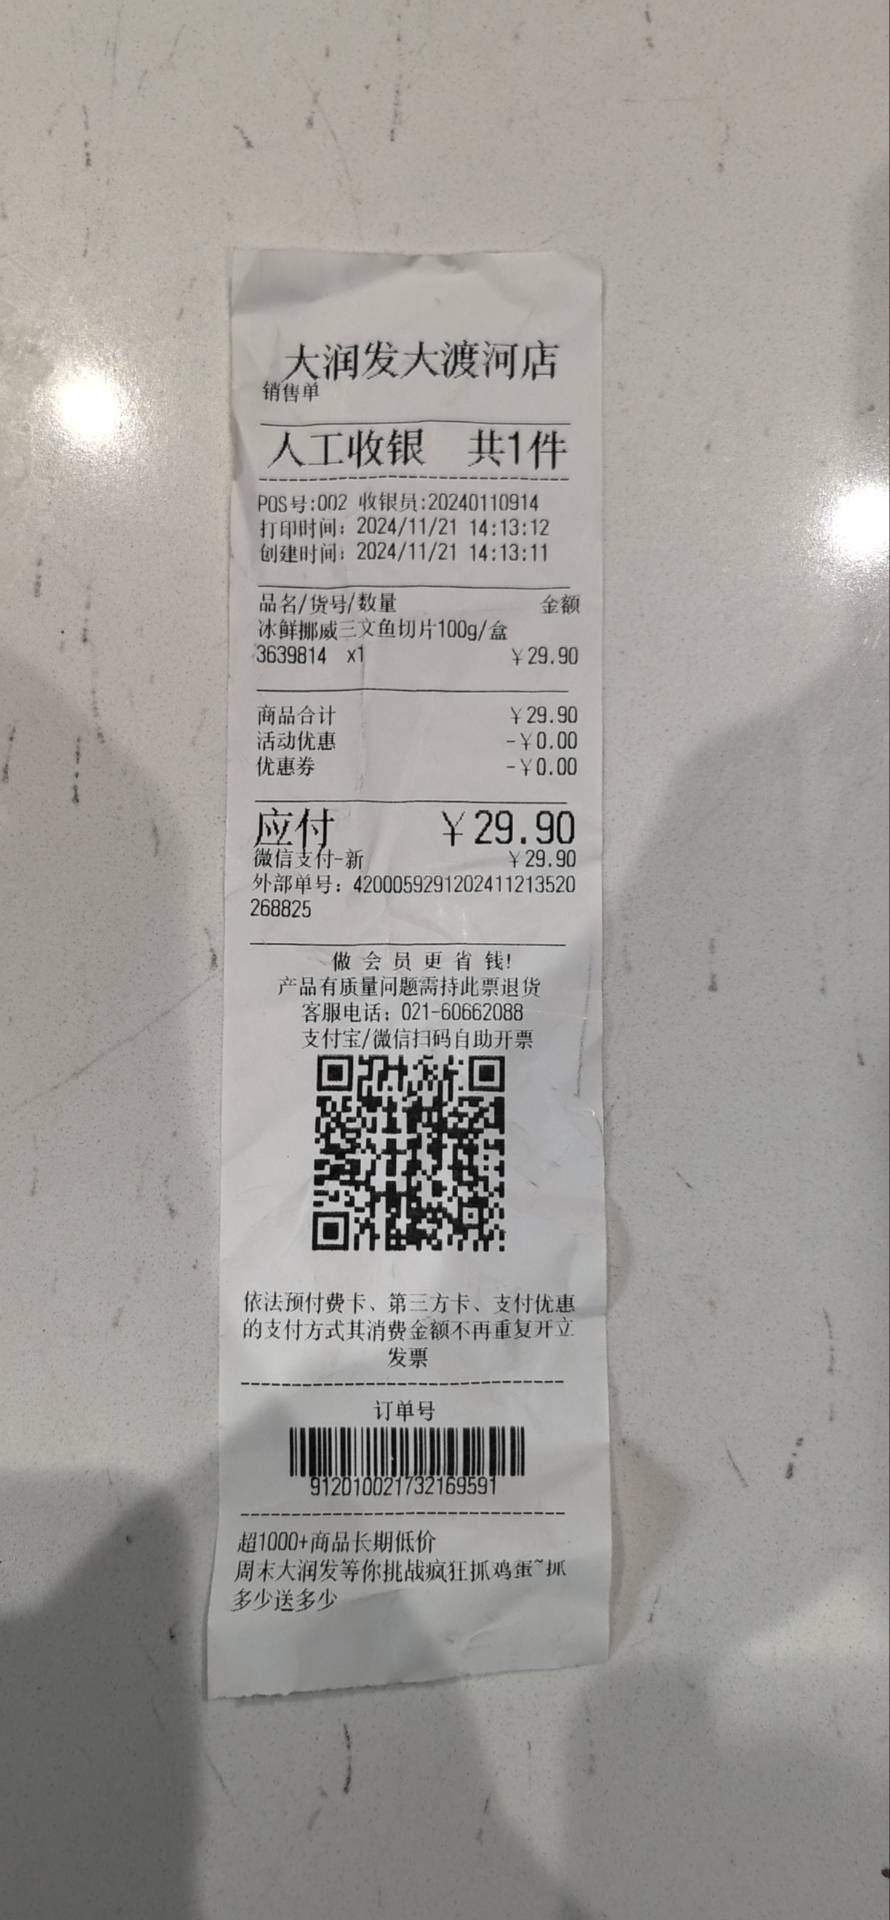 大润发大渡河店
销售单
人工收银 共1件
POS号:002 收银员:20240110914
打印时间: 2024/11/21 14:13:12
创建时间: 2024/11/21 14:13:11
品名/货号/数量 金额
冰鲜挪威三文鱼切片100g/盒
3639814 x1 ￥29.90
商品合计 ￥29.90
活动优惠 -￥0.00
优惠券 -￥0.00
应付 ￥29.90
微信支付-新 ￥29.90
外部单号: 4200059291202411213520
268825
做会员更省钱!
产品有质量问题需持此票退货
客服电话: 021-60662088
支付宝/微信扫码自助开票
依法预付费卡、第三方卡、支付优惠
的支付方式其消费金额不再重复开立
发票
订单号
912010021732169591
超1000+商品长期低价
周末大润发等你挑战疯狂抓鸡蛋~抓
多少送多少